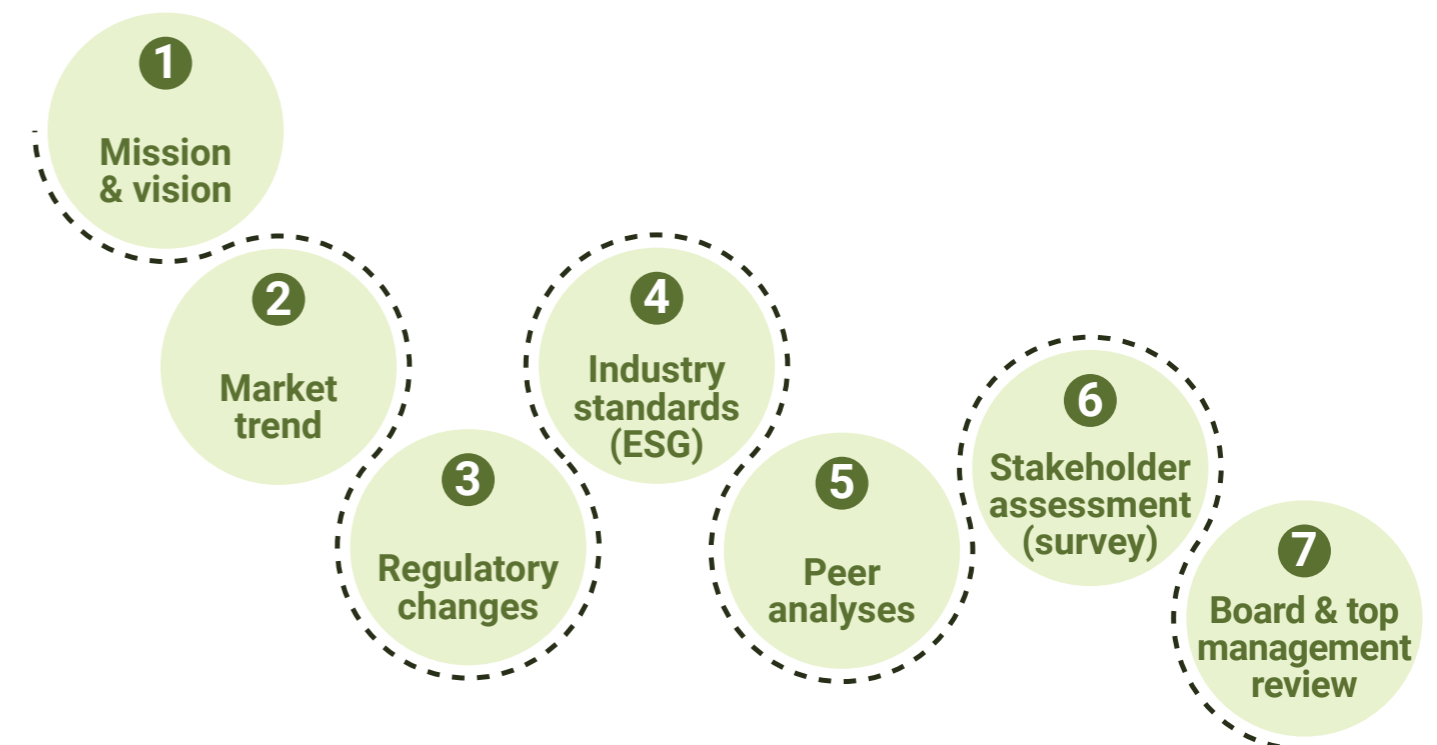 1
Mission
& vision
2
Market
trend
3
Regulatory
changes
4
Industry
standards
(ESG)
5
Peer
analyses
6
Stakeholder
assessment
(survey)
7
Board & top
management
review